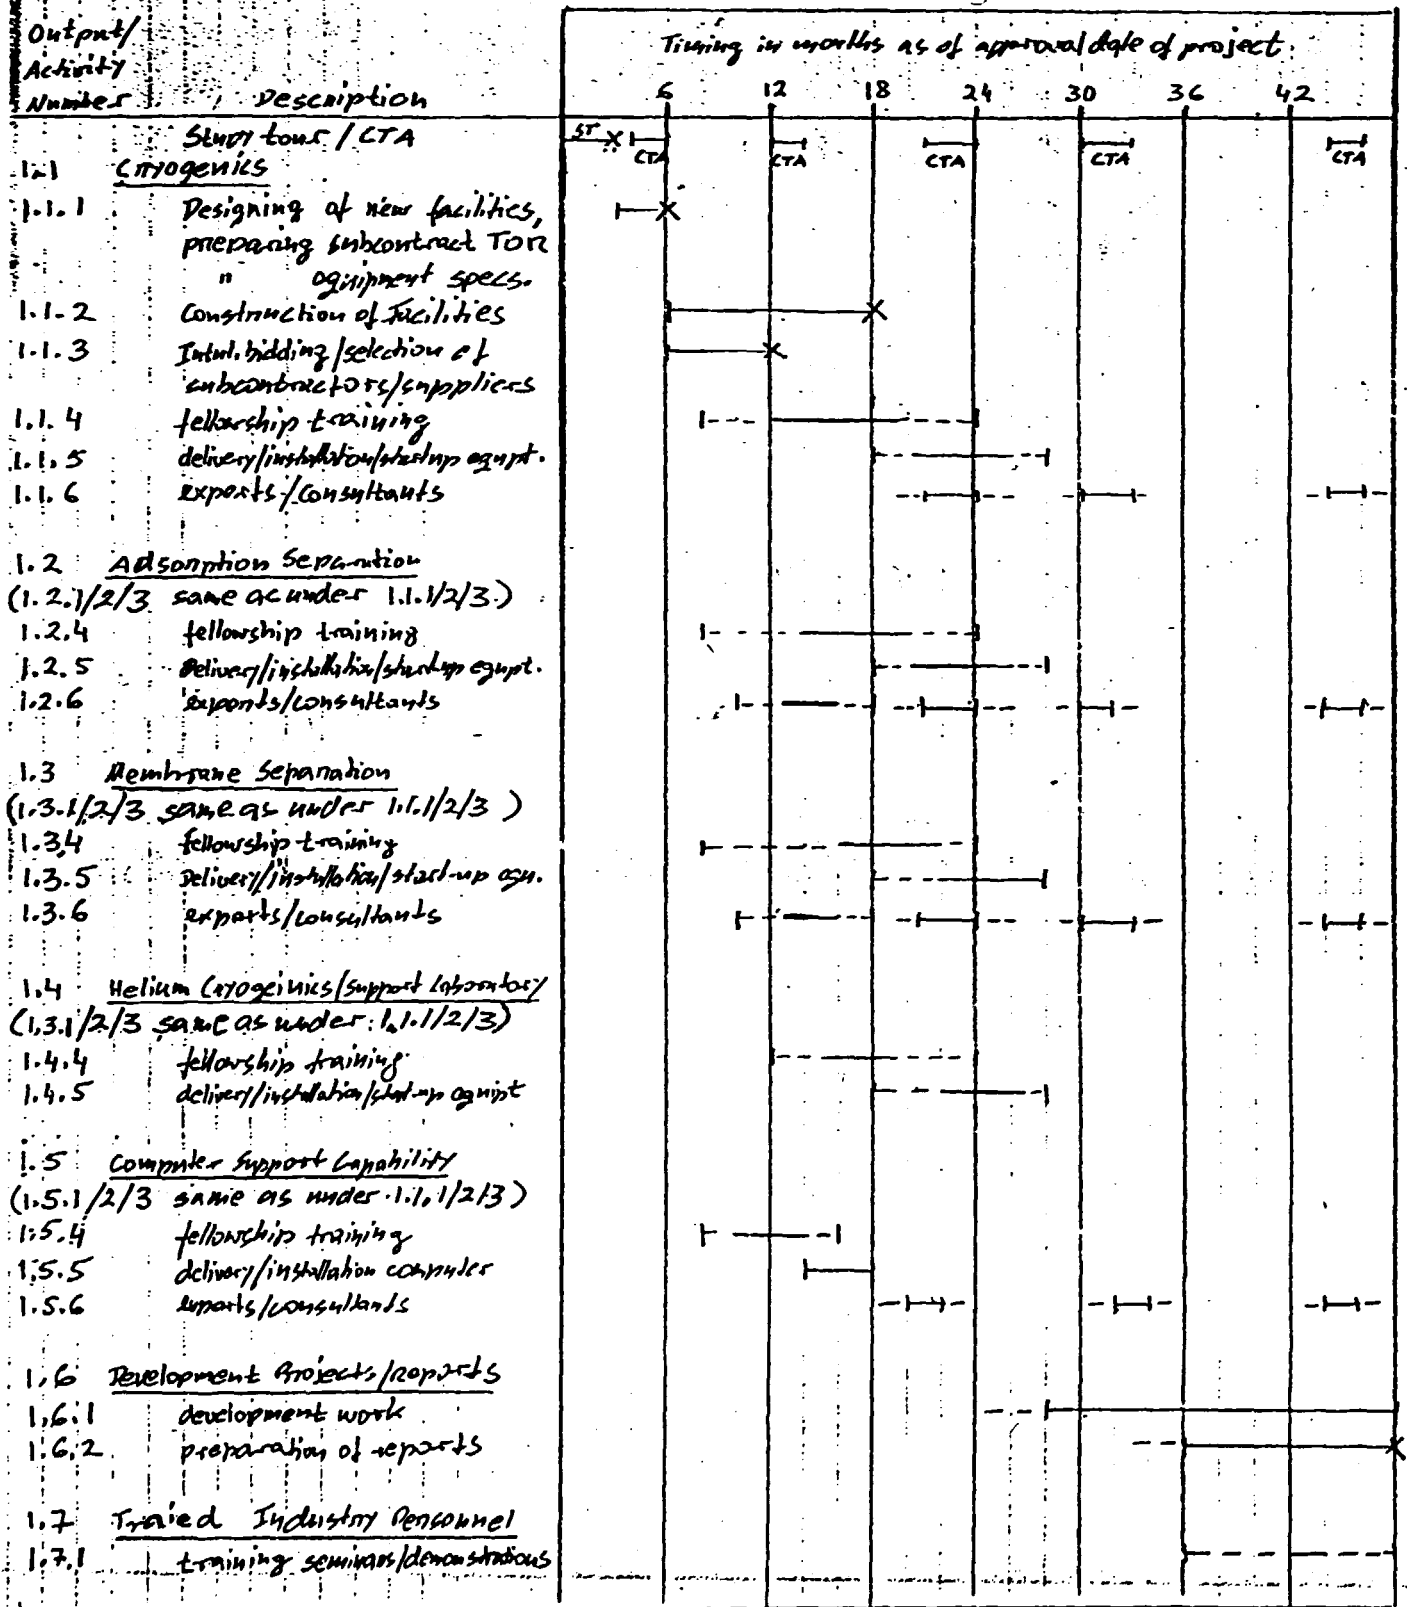 Output/
Activity
Number Description
Timing in months as of approval date of project
6 12 18 24 30 36 42
Study tour / CTA
ST CTA CTA CTA CTA CTA
1.1 Cryogenics
1.1.1 Designing of new facilities,
preparing subcontract TOR
" equipment specs.
1.1.2 Construction of Facilities
1.1.3 Intnl. bidding/selection of
subcontractors/suppliers
1.1.4 fellowship training
1.1.5 delivery/installation/startup equpt.
1.1.6 experts/consultants
1.2 Adsorption Separation
(1.2.1/2/3 same as under 1.1.1/2/3)
1.2.4 fellowship training
1.2.5 Delivery/installation/start-up equpt.
1.2.6 experts/consultants
1.3 Membrane Separation
(1.3.1/2/3 same as under 1.1.1/2/3)
1.3.4 fellowship training
1.3.5 Delivery/installation/start-up equ.
1.3.6 experts/consultants
1.4 Helium Cryogeinics/support laboratory
(1.3.1/2/3 same as under 1.1.1/2/3)
1.4.4 fellowship training
1.4.5 delivery/installation/start-up equipt
1.5 Computer Support Capability
(1.5.1/2/3 same as under 1.1.1/2/3)
1.5.4 fellowship training
1.5.5 delivery/installation computer
1.5.6 experts/consultants
1.6 Development Projects/reports
1.6.1 development work
1.6.2 preparation of reports
1.7 Traied Industry Personnel
1.7.1 training seminars/demonstrations